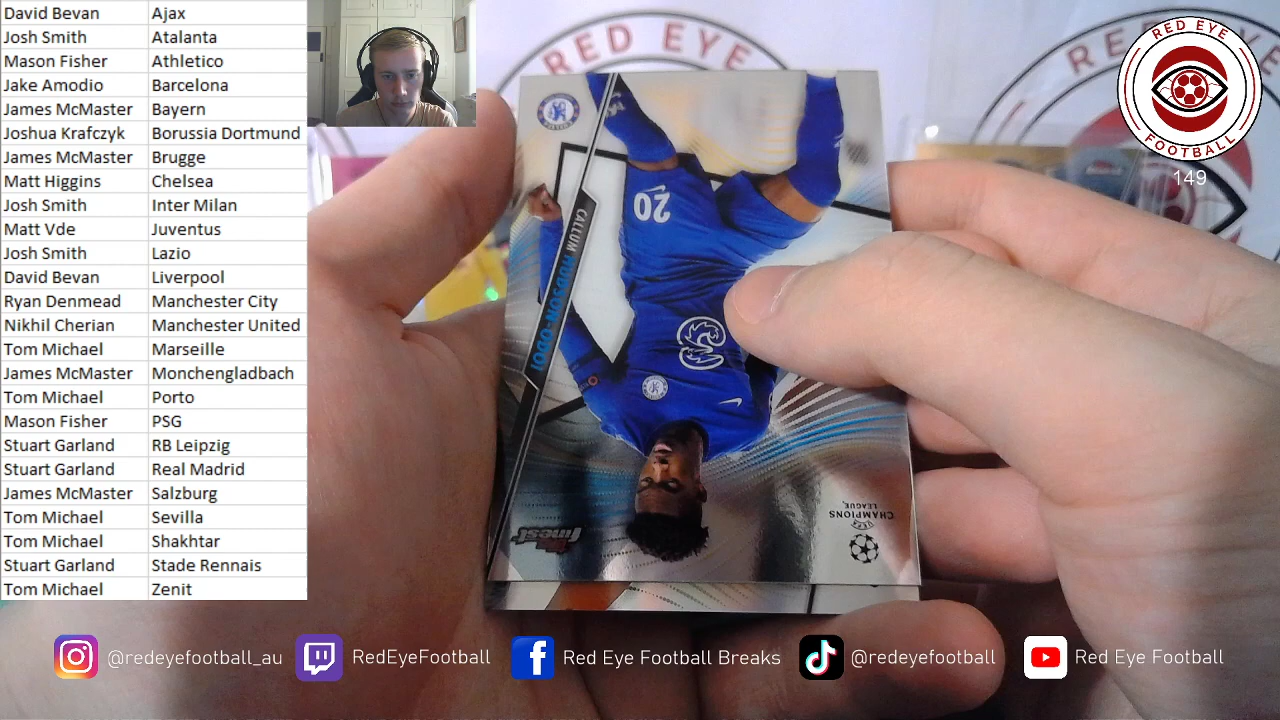 David Bevan Ajax
Josh Smith Atalanta
Mason Fisher Athletico
Jake Amodio Barcelona
James McMaster Bayern
Joshua Krafczyk Borussia Dortmund
James McMaster Brugge
Matt Higgins Chelsea
Josh Smith Inter Milan
Matt Vde Juventus
Josh Smith Lazio
David Bevan Liverpool
Ryan Denmead Manchester City
Nikhil Cherian Manchester United
Tom Michael Marseille
James McMaster Monchengladbach
Tom Michael Porto
Mason Fisher PSG
Stuart Garland RB Leipzig
Stuart Garland Real Madrid
James McMaster Salzburg
Tom Michael Sevilla
Tom Michael Shakhtar
Stuart Garland Stade Rennais
Tom Michael Zenit
RED EYE
RED EYE
FOOTBALL
149
20
CALLUM HUDSON-ODOI
3
finest
UEFA
CHAMPIONS
LEAGUE
@redeyefootball_au
RedEyeFootball
Red Eye Football Breaks
@redeyefootball
Red Eye Football